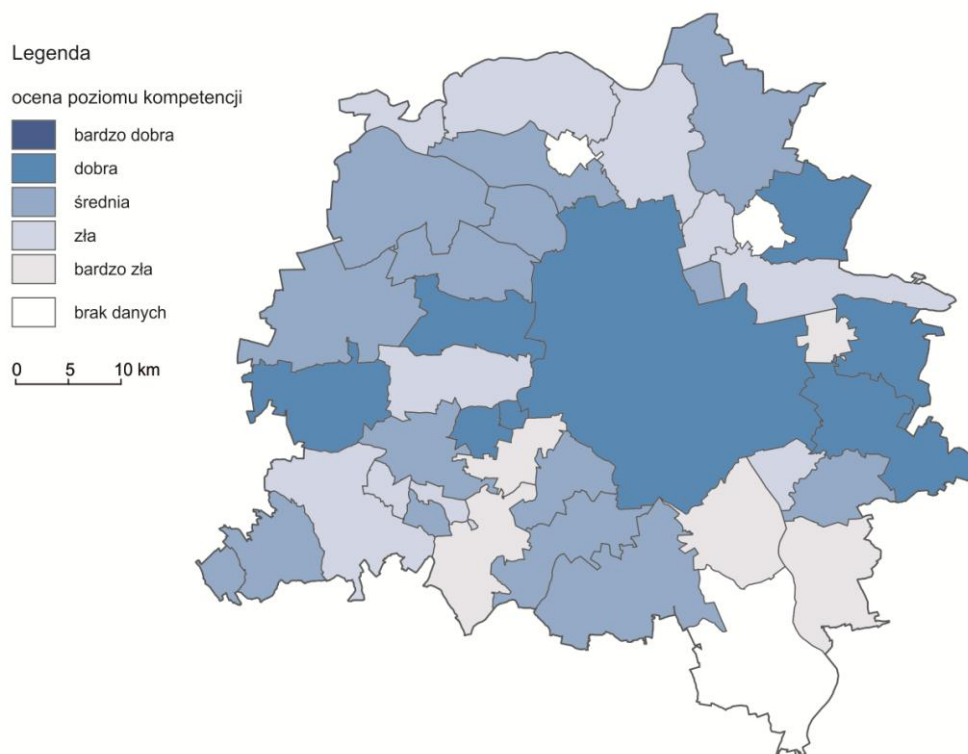 Legenda
ocena poziomu kompetencji
bardzo dobra
dobra
średnia
zła
bardzo zła
brak danych
0 5 10 km